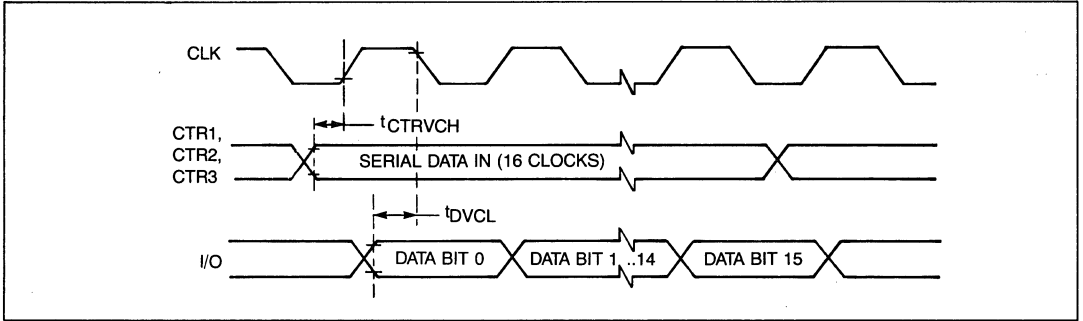 CLK
tCTRVCH
CTR1,
CTR2,
CTR3
SERIAL DATA IN (16 CLOCKS)
tDVCL
I/O
DATA BIT 0
DATA BIT 1 ..14
DATA BIT 15